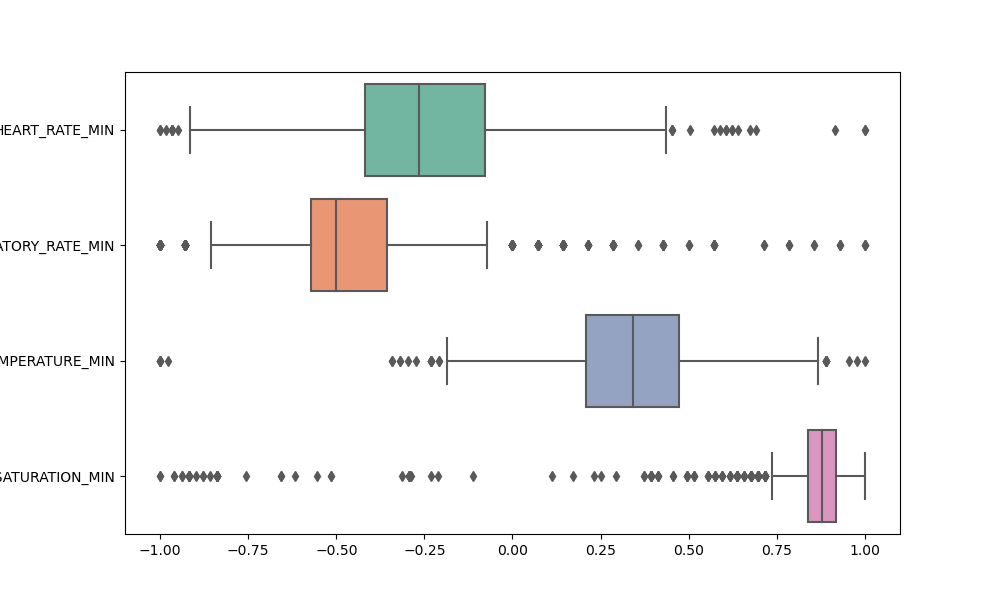 HEART_RATE_MIN
ATORY_RATE_MIN
MPERATURE_MIN
SATURATION_MIN
−1.00 −0.75 −0.50 −0.25 0.00 0.25 0.50 0.75 1.00